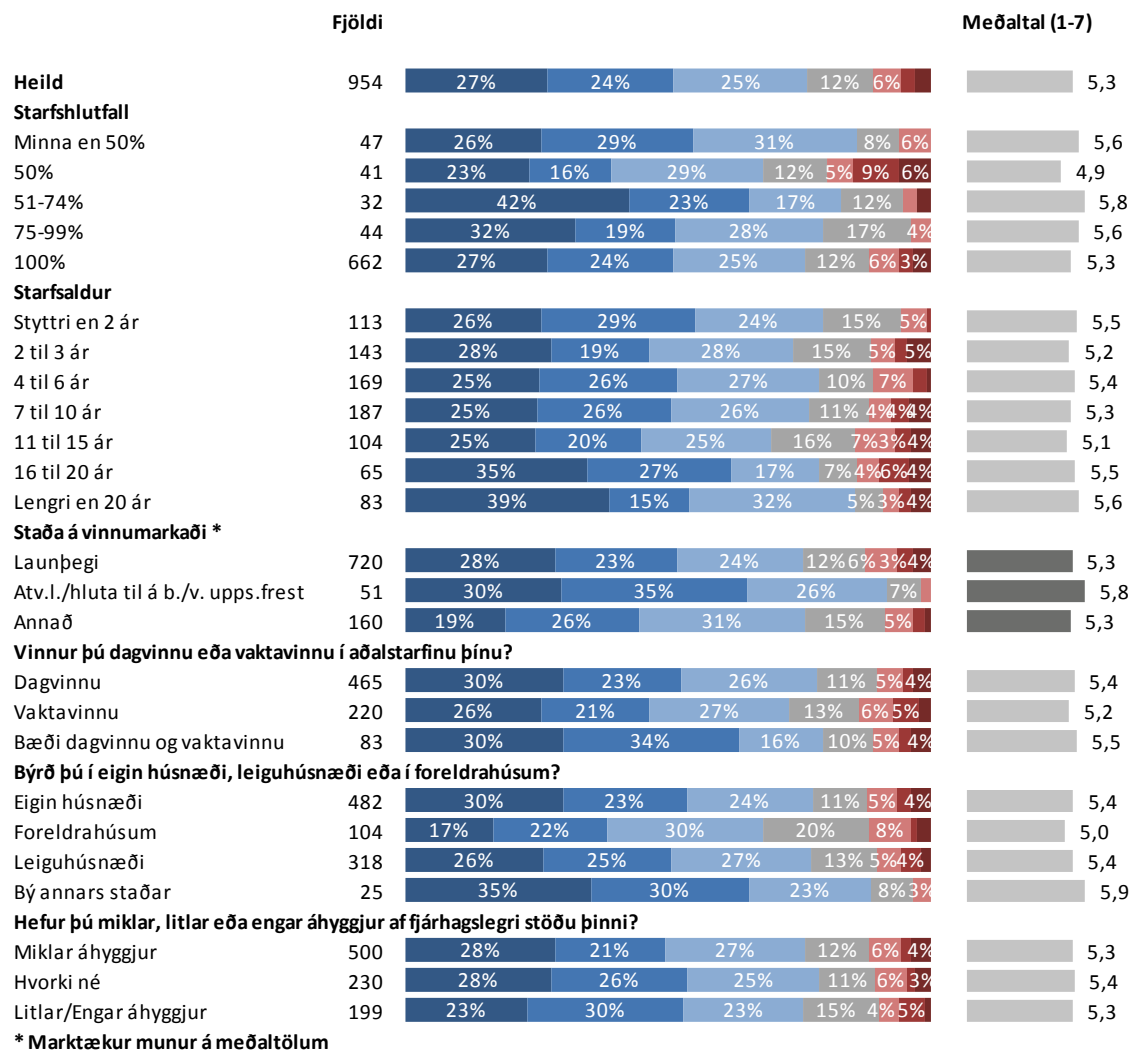 Fjöldi Meðaltal (1-7)
Heild 954 27% 24% 25% 12% 6% 5,3
Starfshlutfall
Minna en 50% 47 26% 29% 31% 8% 6% 5,6
50% 41 23% 16% 29% 12% 5% 9% 6% 4,9
51-74% 32 42% 23% 17% 12% 5,8
75-99% 44 32% 19% 28% 17% 4% 5,6
100% 662 27% 24% 25% 12% 6% 3% 5,3
Starfsaldur
Styttri en 2 ár 113 26% 29% 24% 15% 5% 5,5
2 til 3 ár 143 28% 19% 28% 15% 5% 5% 5,2
4 til 6 ár 169 25% 26% 27% 10% 7% 5,4
7 til 10 ár 187 25% 26% 26% 11% 4% 4% 4% 5,3
11 til 15 ár 104 25% 20% 25% 16% 7% 3% 4% 5,1
16 til 20 ár 65 35% 27% 17% 7% 4% 6% 4% 5,5
Lengri en 20 ár 83 39% 15% 32% 5% 3% 4% 5,6
Staða á vinnumarkaði *
Launþegi 720 28% 23% 24% 12% 6% 3% 4% 5,3
Atv.l./hluta til á b./v. upps.frest 51 30% 35% 26% 7% 5,8
Annað 160 19% 26% 31% 15% 5% 5,3
Vinnur þú dagvinnu eða vaktavinnu í aðalstarfinu þínu?
Dagvinnu 465 30% 23% 26% 11% 5% 4% 5,4
Vaktavinnu 220 26% 21% 27% 13% 6% 5% 5,2
Bæði dagvinnu og vaktavinnu 83 30% 34% 16% 10% 5% 4% 5,5
Býrð þú í eigin húsnæði, leiguhúsnæði eða í foreldrahúsum?
Eigin húsnæði 482 30% 23% 24% 11% 5% 4% 5,4
Foreldrahúsum 104 17% 22% 30% 20% 8% 5,0
Leiguhúsnæði 318 26% 25% 27% 13% 5% 4% 5,4
Bý annars staðar 25 35% 30% 23% 8% 3% 5,9
Hefur þú miklar, litlar eða engar áhyggjur af fjárhagslegri stöðu þinni?
Miklar áhyggjur 500 28% 21% 27% 12% 6% 4% 5,3
Hvorki né 230 28% 26% 25% 11% 6% 3% 5,4
Litlar/Engar áhyggjur 199 23% 30% 23% 15% 4% 5% 5,3
* Marktækur munur á meðaltölum